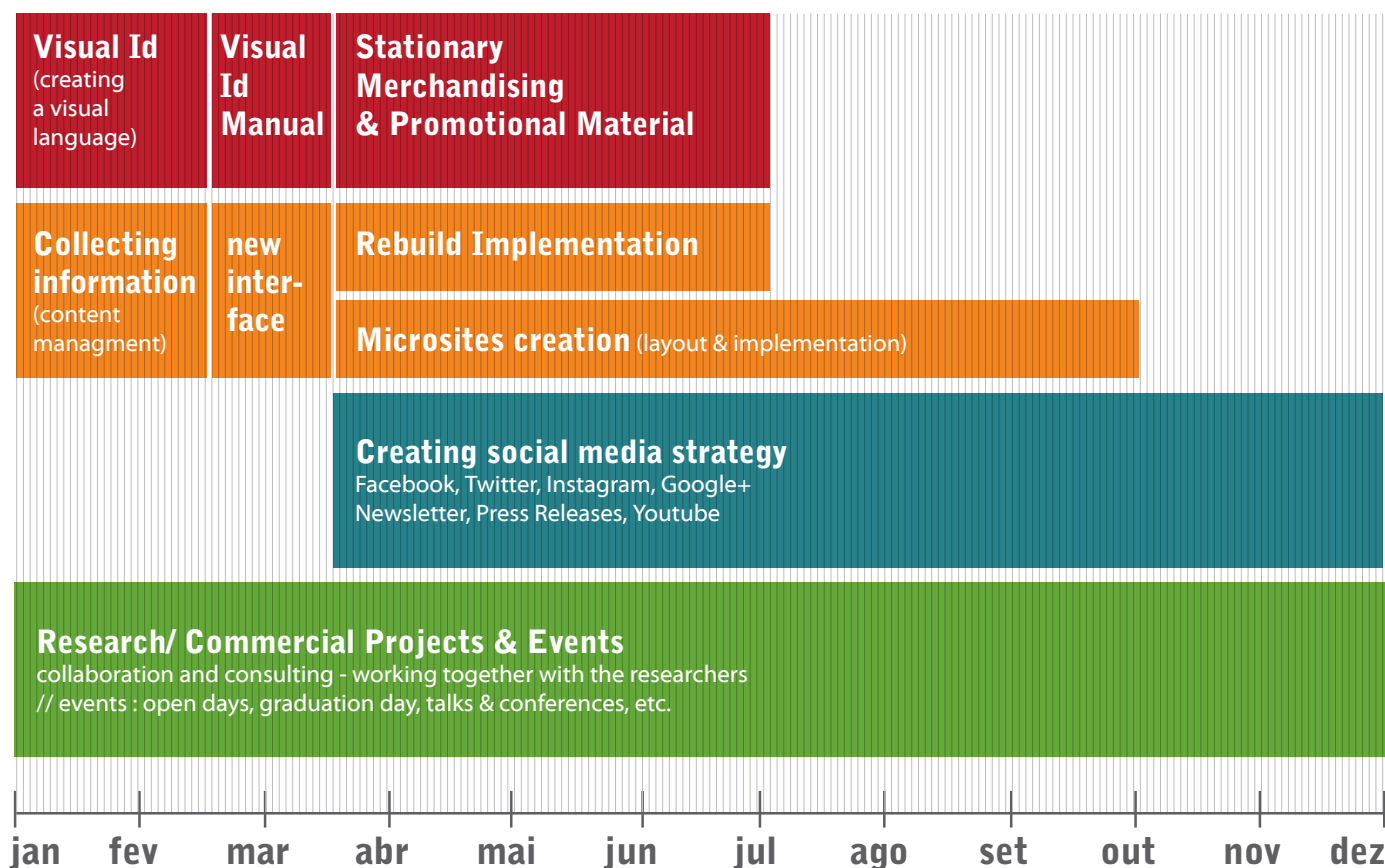 Visual Id
(creating
a visual
language)
Visual
Id
Manual
Stationary
Merchandising
& Promotional Material
Collecting
information
(content
managment)
new
inter-
face
Rebuild Implementation
Microsites creation (layout & implementation)
Creating social media strategy
Facebook, Twitter, Instagram, Google+
Newsletter, Press Releases, Youtube
Research/ Commercial Projects & Events
collaboration and consulting - working together with the researchers
// events : open days, graduation day, talks & conferences, etc.
jan fev mar abr mai jun jul ago set out nov dez